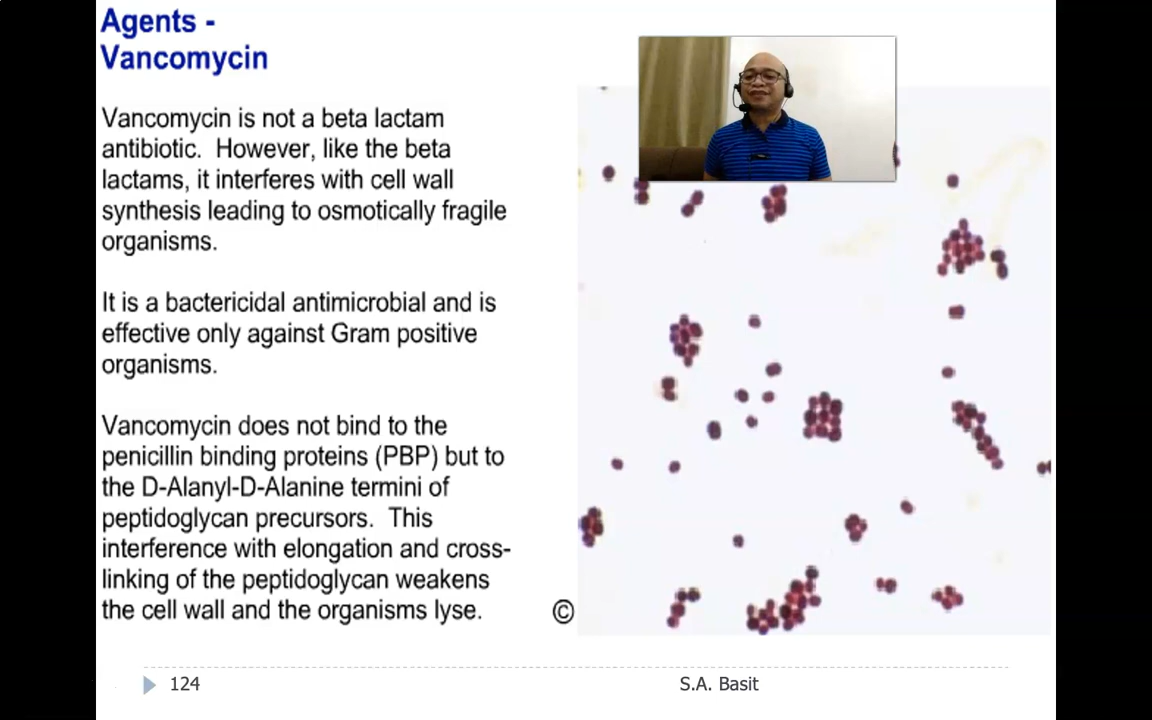 Agents -
Vancomycin
Vancomycin is not a beta lactam
antibiotic. However, like the beta
lactams, it interferes with cell wall
synthesis leading to osmotically fragile
organisms.
It is a bactericidal antimicrobial and is
effective only against Gram positive
organisms.
Vancomycin does not bind to the
penicillin binding proteins (PBP) but to
the D-Alanyl-D-Alanine termini of
peptidoglycan precursors. This
interference with elongation and cross-
linking of the peptidoglycan weakens
the cell wall and the organisms lyse.
©
124
S.A. Basit